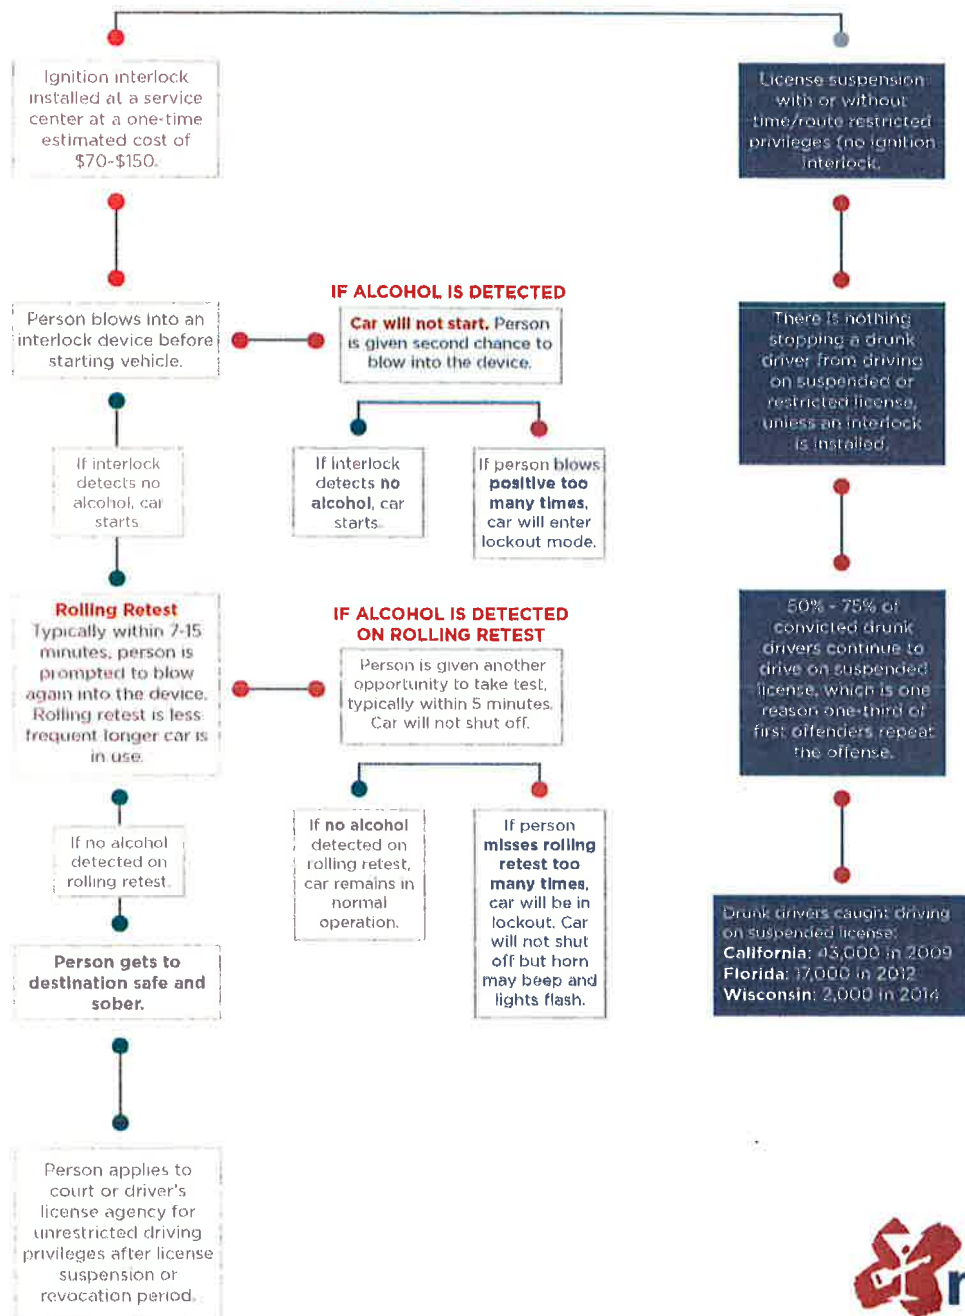 Ignition interlock
installed at a service
center at a one-time
estimated cost of
$70-$150.
License suspension
with or without
time/route restricted
privileges (no ignition
interlock.
Person blows into an
interlock device before
starting vehicle.
IF ALCOHOL IS DETECTED
Car will not start. Person
is given second chance to
blow into the device.
There is nothing
stopping a drunk
driver from driving
on suspended or
restricted license,
unless an interlock
is installed.
If interlock
detects no
alcohol, car
starts.
If interlock
detects no
alcohol, car
starts.
If person blows
positive too
many times,
car will enter
lockout mode.
Rolling Retest
Typically within 7-15
minutes, person is
prompted to blow
again into the device.
Rolling retest is less
frequent longer car is
in use.
IF ALCOHOL IS DETECTED
ON ROLLING RETEST
Person is given another
opportunity to take test,
typically within 5 minutes.
Car will not shut off.
50% - 75% of
convicted drunk
drivers continue to
drive on suspended
license, which is one
reason one-third of
first offenders repeat
the offense.
If no alcohol
detected on
rolling retest.
If no alcohol
detected on
rolling retest,
car remains in
normal
operation.
If person
misses rolling
retest too
many times,
car will be in
lockout. Car
will not shut
off but horn
may beep and
lights flash.
Drunk drivers caught driving
on suspended license:
California: 43,000 in 2009
Florida: 17,000 in 2012
Wisconsin: 2,000 in 2014
Person gets to
destination safe and
sober.
Person applies to
court or driver's
license agency for
unrestricted driving
privileges after license
suspension or
revocation period.